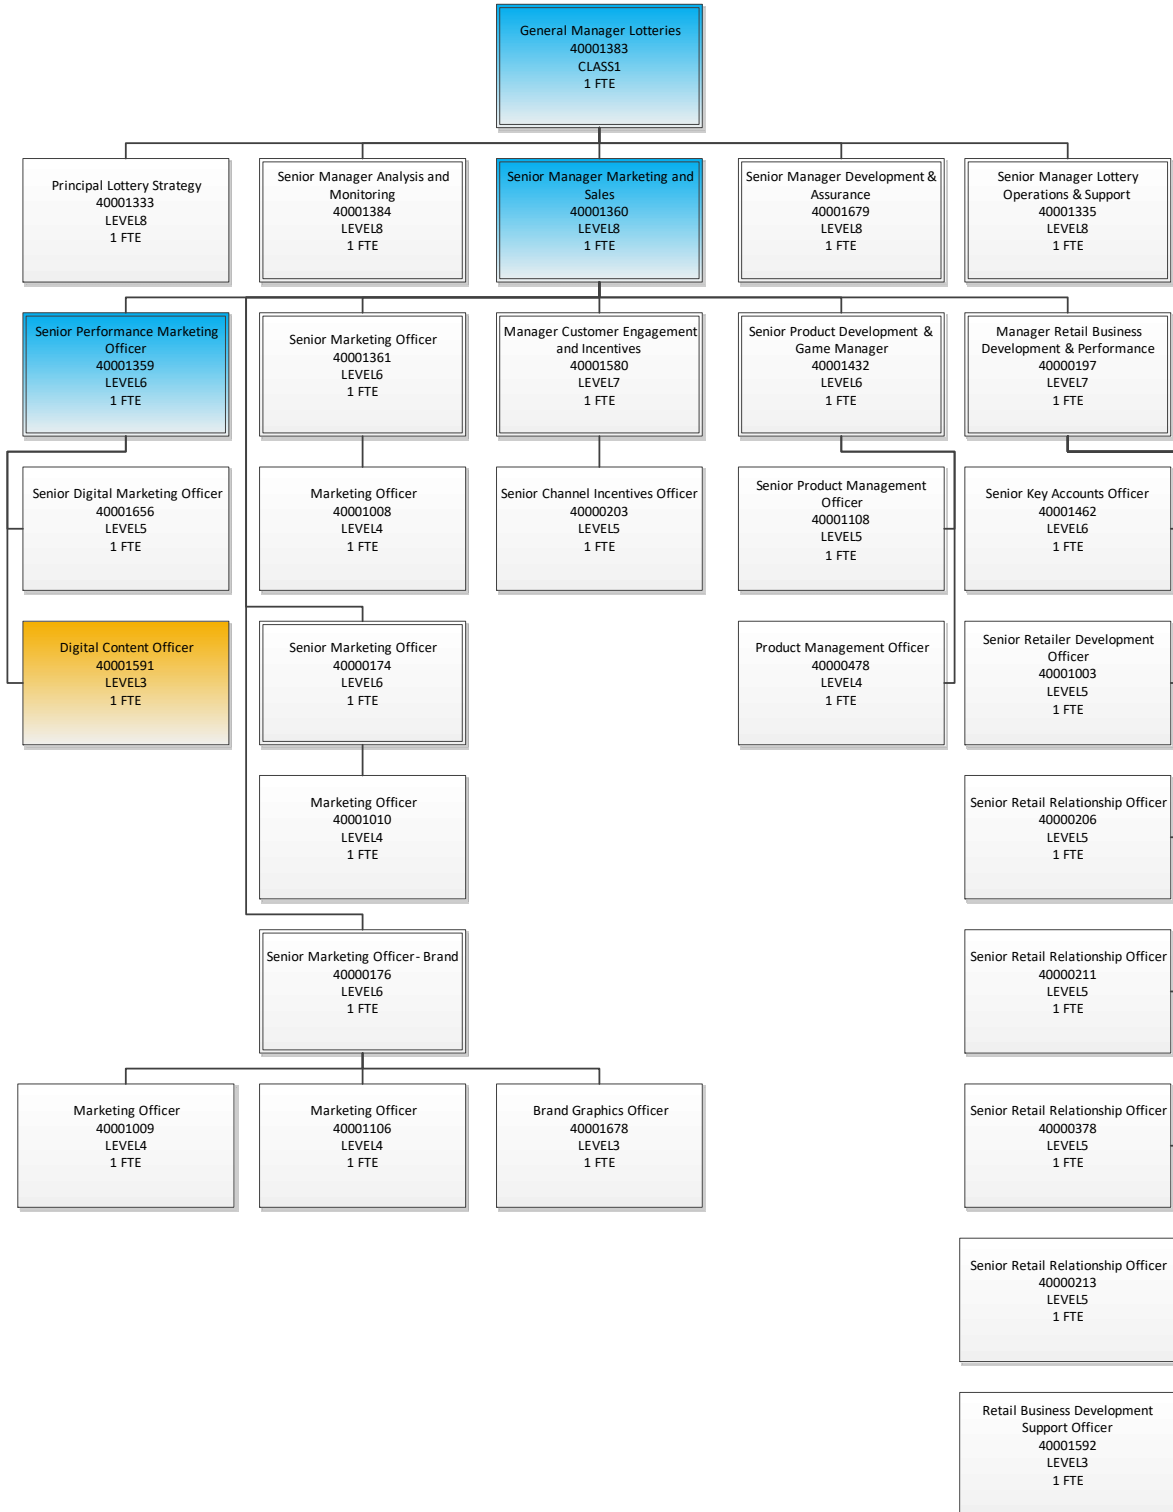 General Manager Lotteries
40001383
CLASS1
1 FTE
Principal Lottery Strategy
40001333
LEVEL8
1 FTE
Senior Manager Analysis and
Monitoring
40001384
LEVEL8
1 FTE
Senior Manager Marketing and
Sales
40001360
LEVEL8
1 FTE
Senior Manager Development &
Assurance
40001679
LEVEL8
1 FTE
Senior Manager Lottery
Operations & Support
40001335
LEVEL8
1 FTE
Senior Performance Marketing
Officer
40001359
LEVEL6
1 FTE
Senior Marketing Officer
40001361
LEVEL6
1 FTE
Manager Customer Engagement
and Incentives
40001580
LEVEL7
1 FTE
Senior Product Development &
Game Manager
40001432
LEVEL6
1 FTE
Manager Retail Business
Development & Performance
40000197
LEVEL7
1 FTE
Senior Digital Marketing Officer
40001656
LEVEL5
1 FTE
Marketing Officer
40001008
LEVEL4
1 FTE
Senior Channel Incentives Officer
40000203
LEVEL5
1 FTE
Senior Product Management
Officer
40001108
LEVEL5
1 FTE
Senior Key Accounts Officer
40001462
LEVEL6
1 FTE
Digital Content Officer
40001591
LEVEL3
1 FTE
Senior Marketing Officer
40000174
LEVEL6
1 FTE
Product Management Officer
40000478
LEVEL4
1 FTE
Senior Retailer Development
Officer
40001003
LEVEL5
1 FTE
Marketing Officer
40001010
LEVEL4
1 FTE
Senior Retail Relationship Officer
40000206
LEVEL5
1 FTE
Senior Marketing Officer- Brand
40000176
LEVEL6
1 FTE
Senior Retail Relationship Officer
40000211
LEVEL5
1 FTE
Marketing Officer
40001009
LEVEL4
1 FTE
Marketing Officer
40001106
LEVEL4
1 FTE
Brand Graphics Officer
40001678
LEVEL3
1 FTE
Senior Retail Relationship Officer
40000378
LEVEL5
1 FTE
Senior Retail Relationship Officer
40000213
LEVEL5
1 FTE
Retail Business Development
Support Officer
40001592
LEVEL3
1 FTE